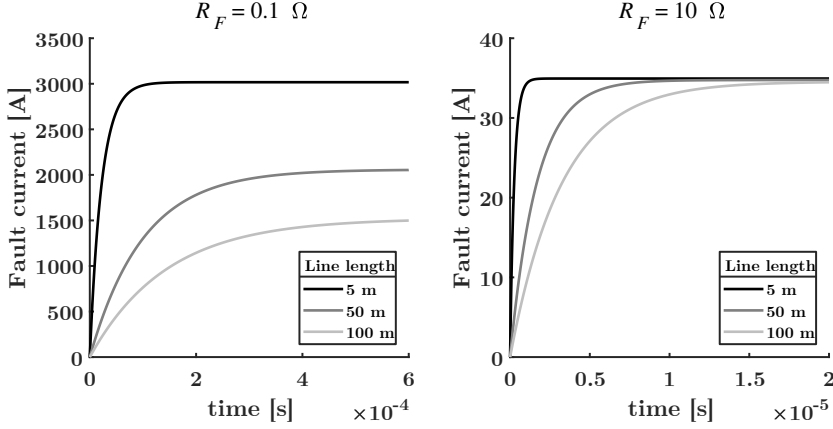 R_F = 0.1 Ω
Fault current [A]
3500
3000
2500
2000
1500
1000
500
0
0
2
4
6
time [s]
×10^-4
Line length
5 m
50 m
100 m
R_F = 10 Ω
Fault current [A]
40
30
20
10
0
0
0.5
1
1.5
2
time [s]
×10^-5
Line length
5 m
50 m
100 m